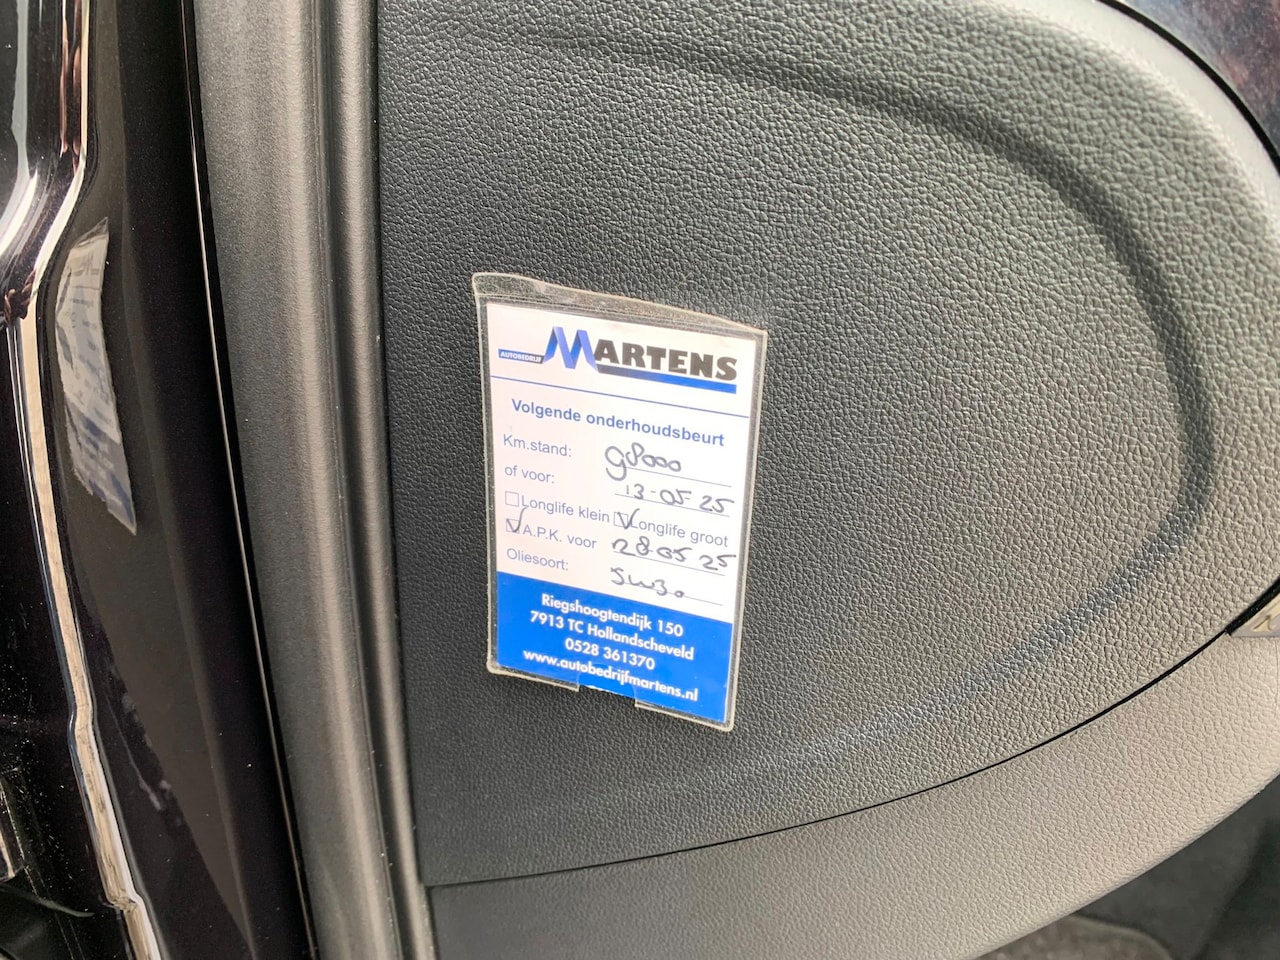 AUTOBEDRIJF MARTENS
Volgende onderhoudsbeurt
Km.stand: 98000
of voor: 13-05-25
Longlife klein Longlife groot
A.P.K. voor 28-05-25
Oliesoort: 5w30
Riegshoogtendijk 150
7913 TC Hollandscheveld
0528 361370
www.autobedrijfmartens.nl